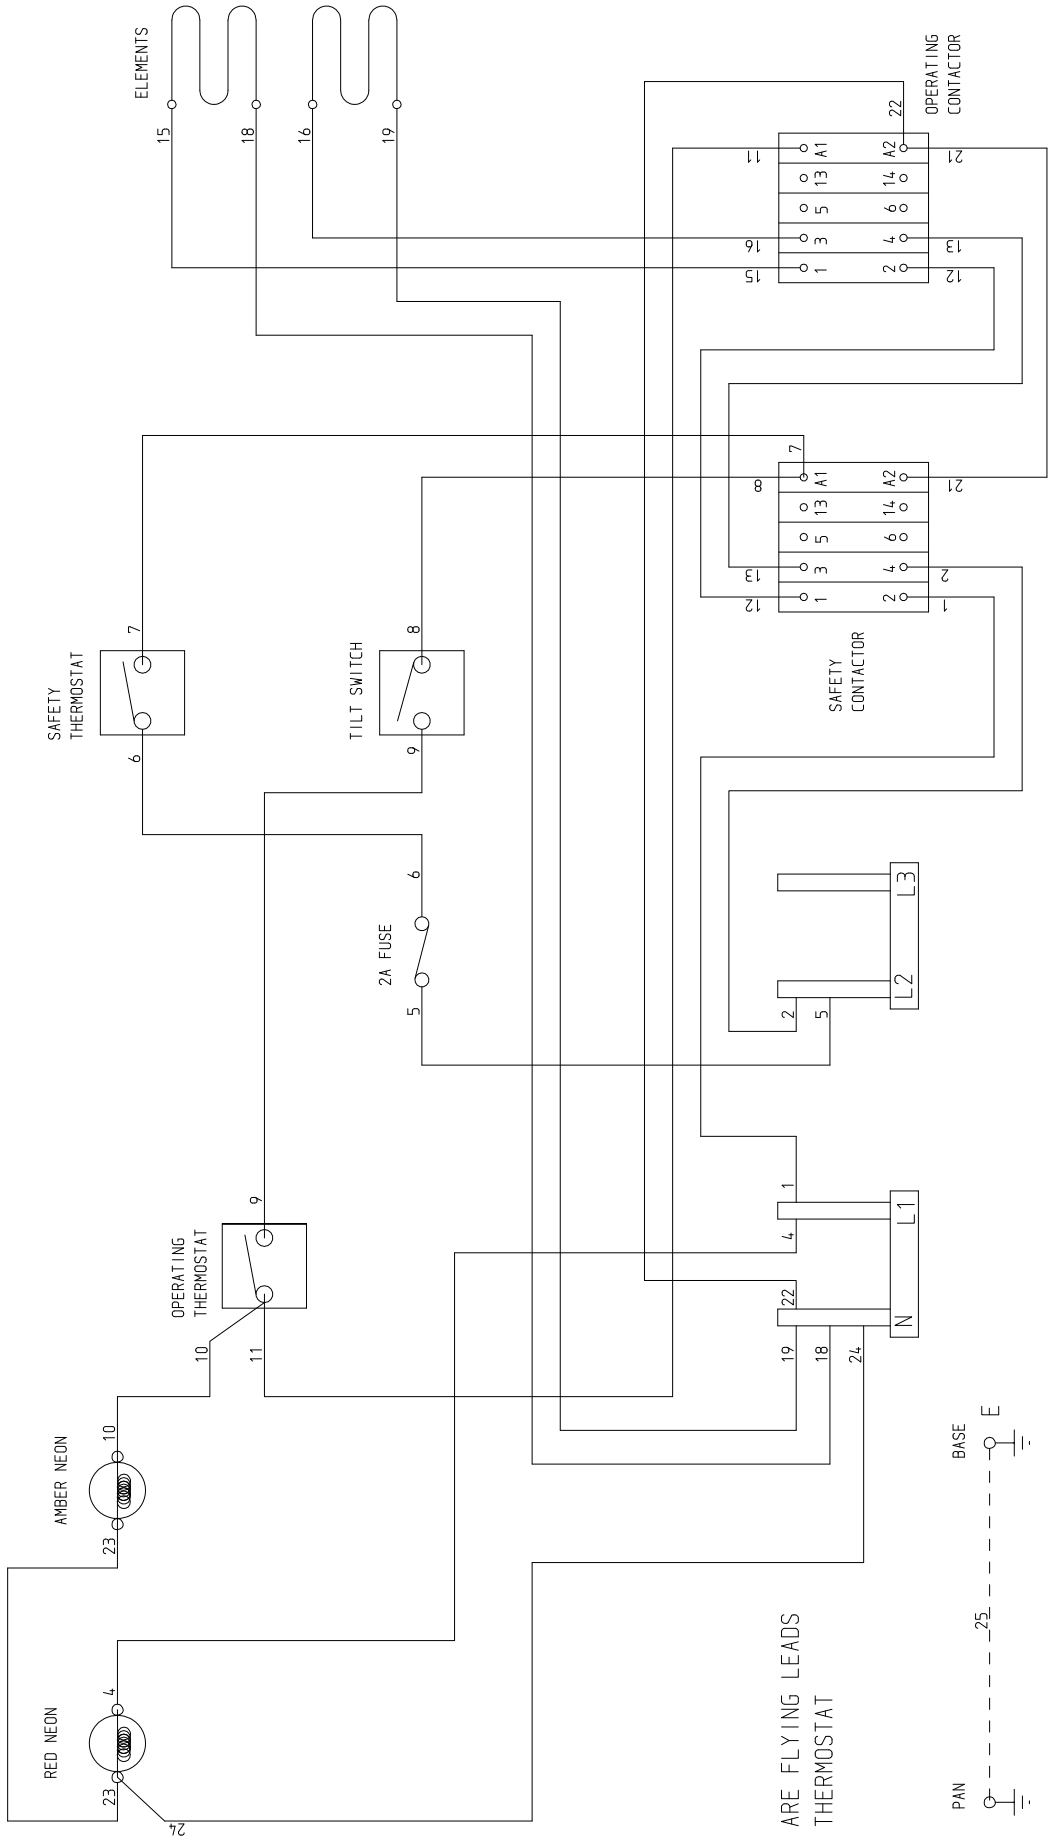 ELEMENTS
15
18
16
19
OPERATING
CONTACTOR
22
11
A1
A2
21
13
14
5
6
16
3
4
13
15
1
2
12
7
8
A1
A2
21
13
14
5
6
13
3
4
2
12
1
2
1
SAFETY
CONTACTOR
SAFETY
THERMOSTAT
7
6
TILT SWITCH
8
9
2A FUSE
6
5
L3
L2
2
5
OPERATING
THERMOSTAT
9
10
11
1
4
L1
22
N
19
18
24
AMBER NEON
10
23
RED NEON
4
23
24
ARE FLYING LEADS
THERMOSTAT
BASE
E
25
PAN